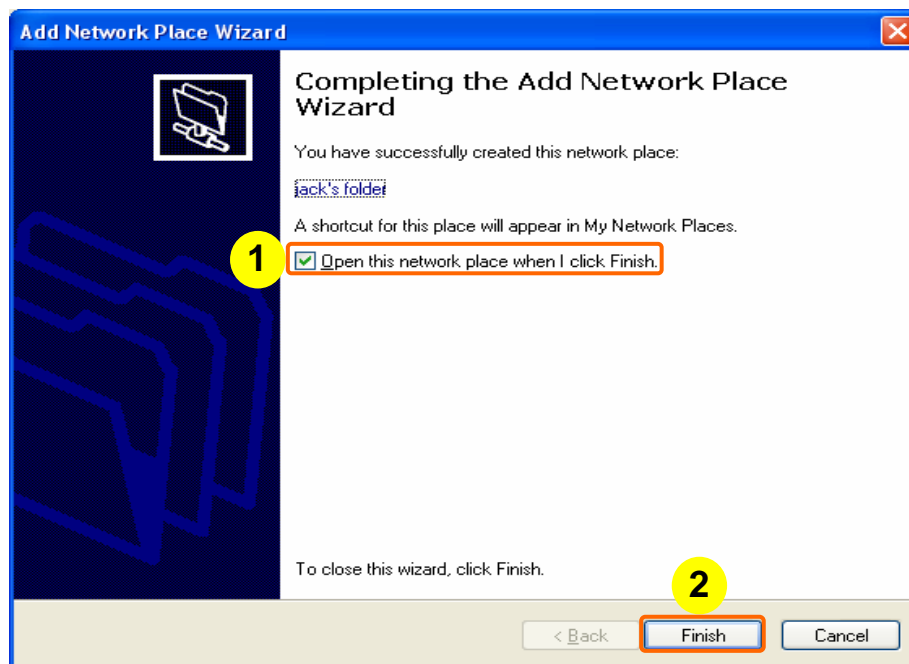 Add Network Place Wizard
Completing the Add Network Place
Wizard
You have successfully created this network place:
jack's folder
A shortcut for this place will appear in My Network Places.
1
Open this network place when I click Finish.
To close this wizard, click Finish.
2
< Back
Finish
Cancel